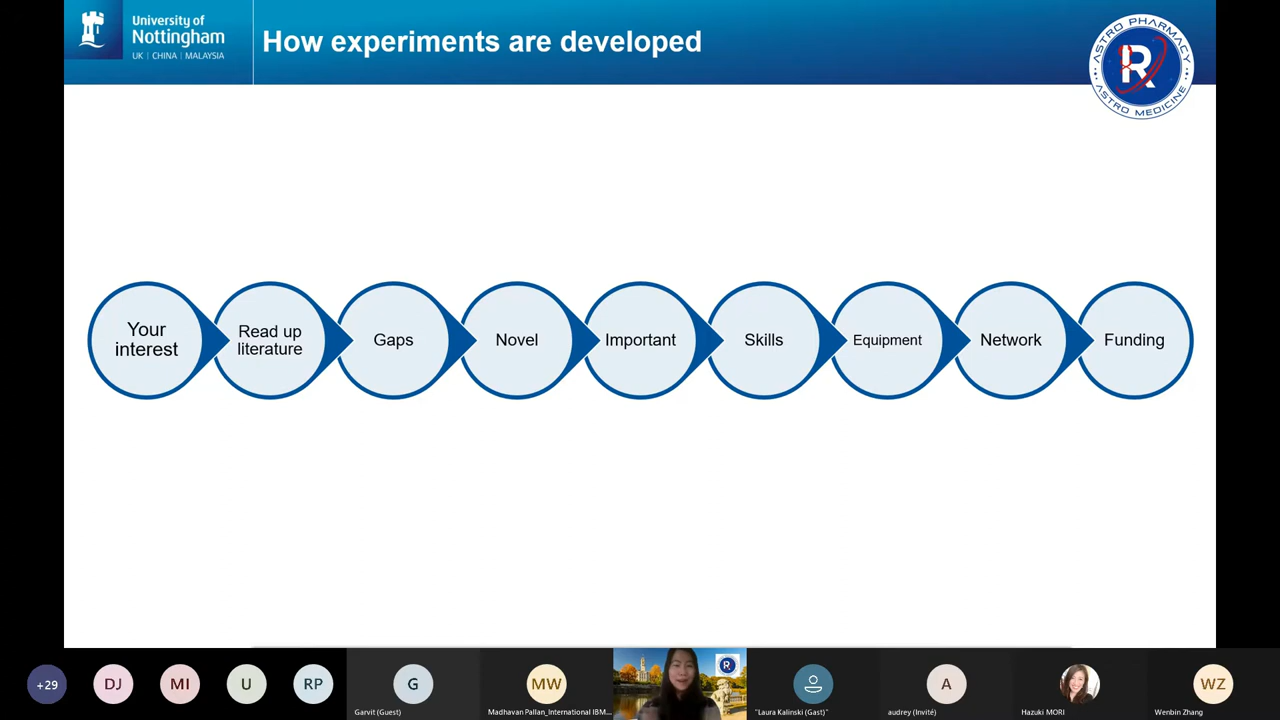 University of
Nottingham
UK | CHINA | MALAYSIA
How experiments are developed
ASTRO PHARMACY
R
ASTRO MEDICINE
Your
interest
Read up
literature
Gaps
Novel
Important
Skills
Equipment
Network
Funding
+29
DJ
MI
U
RP
G
Garvit (Guest)
MW
Madhavan Pallan_International IBM...
R
"Laura Kalinski (Gast)"
A
audrey (Invité)
Hazuki MORI
WZ
Wenbin Zhang